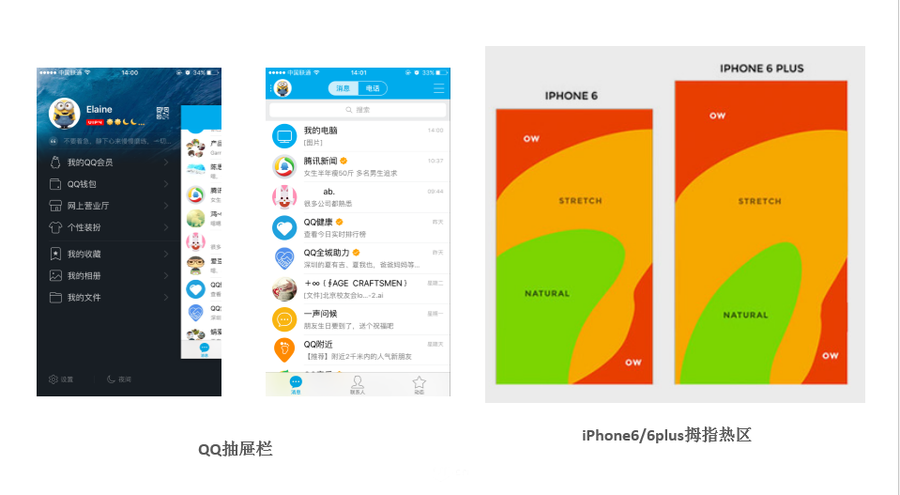 中国联通 14:00 34%
Elaine
不要着急，静下心来慢慢磨练，一切...
我的QQ会员
QQ钱包
网上营业厅
个性装扮
我的收藏
我的相册
我的文件
设置 夜间
中国联通 14:01 33%
消息 电话
搜索
我的电脑 14:00
[图片]
腾讯新闻 10:37
女生半年瘦50斤 多名男生追求
ab. 09:44
很多公司都熟悉
QQ健康 昨天
查看今日实时排行榜
QQ全城助力 昨天
深圳的夏有吉、夏我也，爸爸妈妈等...
+∞（∮AGE CRAFTSMEN） 星期二
[文件]北京校友会lo...-2.ai
一声问候 星期一
朋友生日要到了，送个祝福吧
QQ附近 星期天
【推荐】附近2千米内的人气新朋友
消息 联系人 动态
QQ抽屉栏
IPHONE 6
OW
STRETCH
NATURAL
OW
IPHONE 6 PLUS
OW
STRETCH
NATURAL
OW
iPhone6/6plus拇指热区